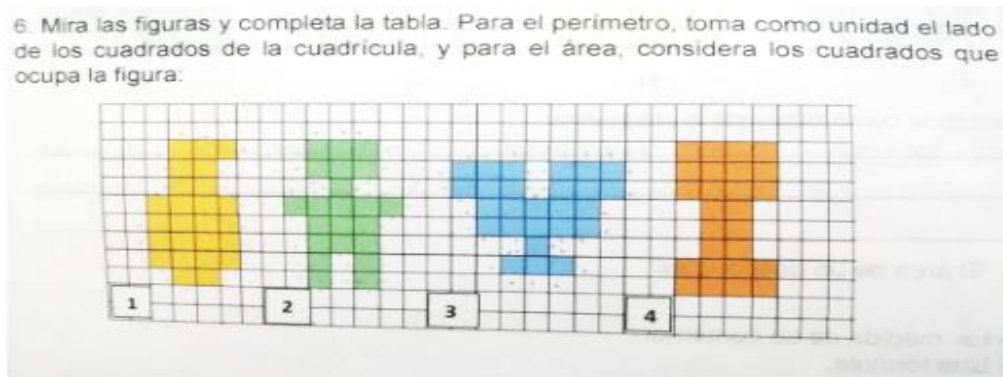 6. Mira las figuras y completa la tabla. Para el perímetro, toma como unidad el lado
de los cuadrados de la cuadrícula, y para el área, considera los cuadrados que
ocupa la figura:
1 2 3 4